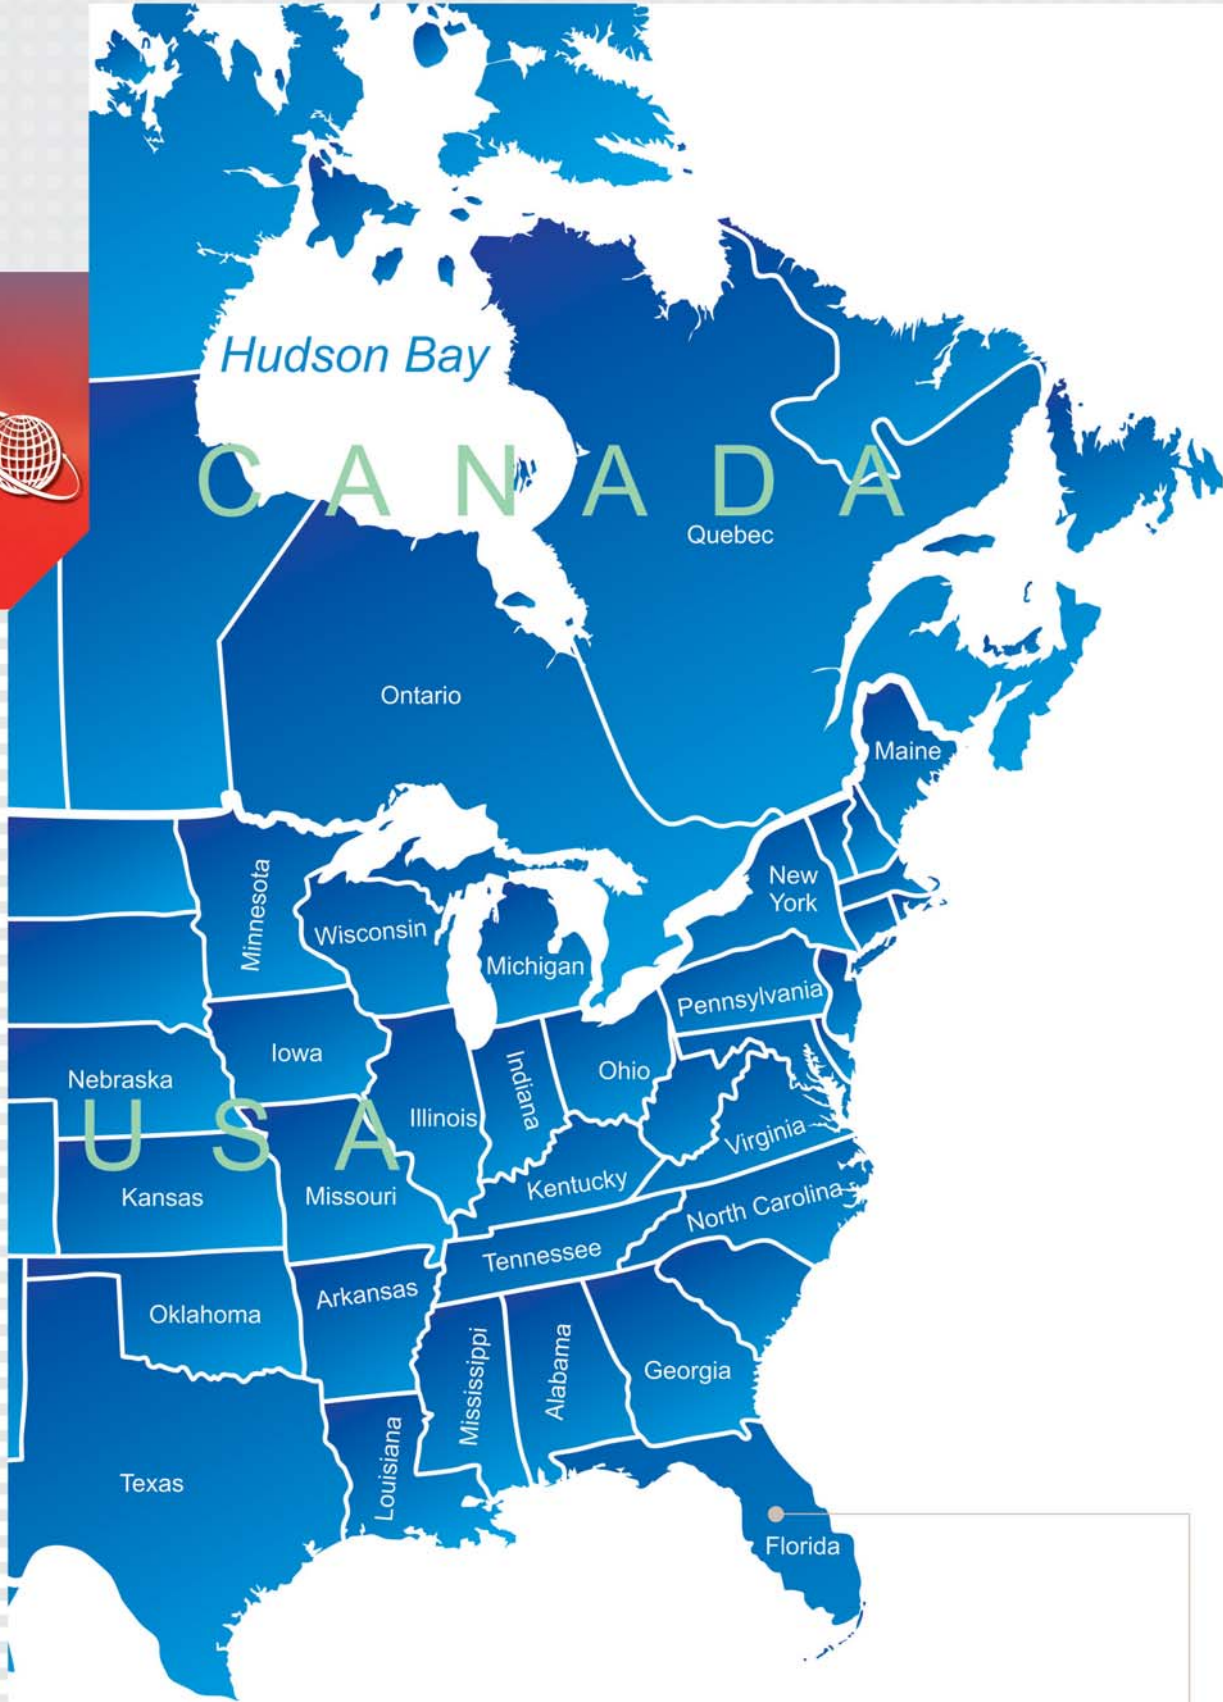 Hudson Bay
CANADA
Quebec
Ontario
Maine
Minnesota
New
York
Wisconsin
Michigan
Pennsylvania
Iowa
Nebraska
Indiana
Ohio
USA
Illinois
Virginia
Kansas
Missouri
Kentucky
North Carolina
Tennessee
Arkansas
Oklahoma
Mississippi
Alabama
Georgia
Louisiana
Texas
Florida